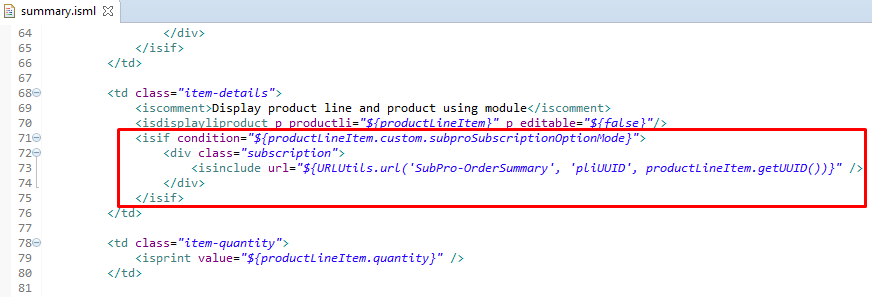 summary.isml
64 </div>
65 </isif>
66 </td>
67
68 <td class="item-details">
69 <iscomment>Display product line and product using module</iscomment>
70 <isdisplayliproduct p_productli="${productLineItem}" p_editable="${false}"/>
71 <isif condition="${productLineItem.custom.subproSubscriptionOptionMode}">
72 <div class="subscription">
73 <isinclude url="${URLUtils.url('SubPro-OrderSummary', 'pliUUID', productLineItem.getUUID())}" />
74 </div>
75 </isif>
76 </td>
77
78 <td class="item-quantity">
79 <isprint value="${productLineItem.quantity}" />
80 </td>
81